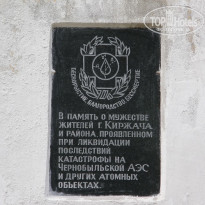 В ПАМЯТЬ О МУЖЕСТВЕ
ЖИТЕЛЕЙ Г. КИРЖАЧА
И РАЙОНА, ПРОЯВЛЕННОМ
ПРИ ЛИКВИДАЦИИ
ПОСЛЕДСТВИЙ
КАТАСТРОФЫ НА
ЧЕРНОБЫЛЬСКОЙ АЭС
И ДРУГИХ АТОМНЫХ
ОБЪЕКТАХ.